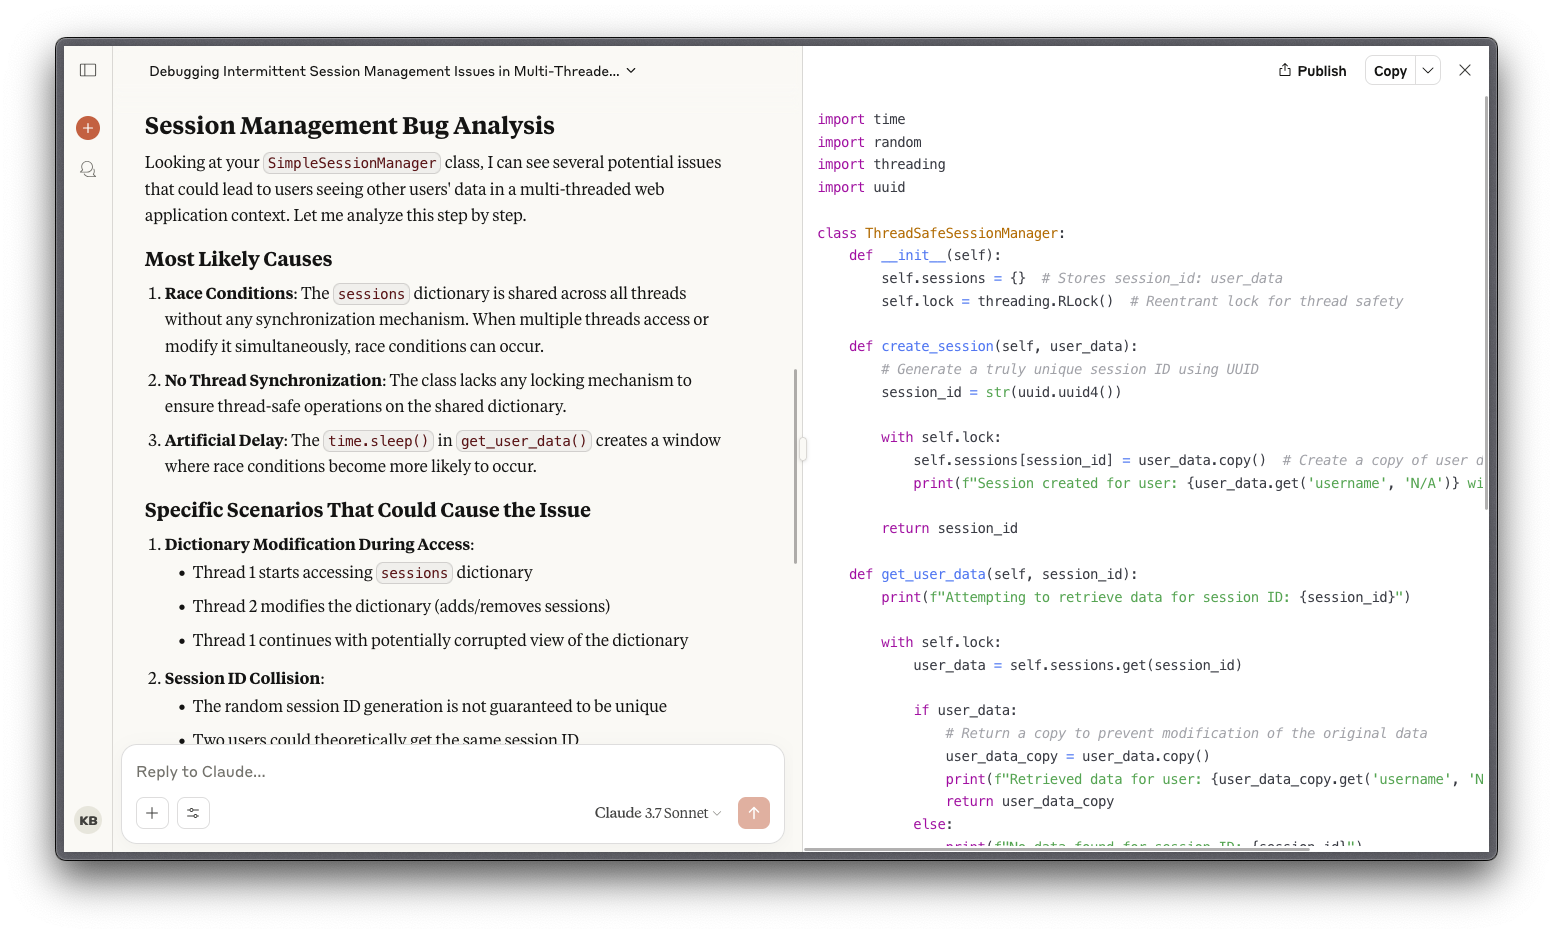 Debugging Intermittent Session Management Issues in Multi-Threade...
Session Management Bug Analysis
Looking at your SimpleSessionManager class, I can see several potential issues
that could lead to users seeing other users' data in a multi-threaded web
application context. Let me analyze this step by step.
Most Likely Causes
1. Race Conditions: The sessions dictionary is shared across all threads
without any synchronization mechanism. When multiple threads access or
modify it simultaneously, race conditions can occur.
2. No Thread Synchronization: The class lacks any locking mechanism to
ensure thread-safe operations on the shared dictionary.
3. Artificial Delay: The time.sleep() in get_user_data() creates a window
where race conditions become more likely to occur.
Specific Scenarios That Could Cause the Issue
1. Dictionary Modification During Access:
• Thread 1 starts accessing sessions dictionary
• Thread 2 modifies the dictionary (adds/removes sessions)
• Thread 1 continues with potentially corrupted view of the dictionary
2. Session ID Collision:
• The random session ID generation is not guaranteed to be unique
• Two users could theoretically get the same session ID
Reply to Claude...
Claude 3.7 Sonnet
KB
Publish
Copy
import time
import random
import threading
import uuid
class ThreadSafeSessionManager:
    def __init__(self):
        self.sessions = {}  # Stores session_id: user_data
        self.lock = threading.RLock()  # Reentrant lock for thread safety
    def create_session(self, user_data):
        # Generate a truly unique session ID using UUID
        session_id = str(uuid.uuid4())
        with self.lock:
            self.sessions[session_id] = user_data.copy()  # Create a copy of user d
            print(f"Session created for user: {user_data.get('username', 'N/A')} wi
        return session_id
    def get_user_data(self, session_id):
        print(f"Attempting to retrieve data for session ID: {session_id}")
        with self.lock:
            user_data = self.sessions.get(session_id)
            if user_data:
                # Return a copy to prevent modification of the original data
                user_data_copy = user_data.copy()
                print(f"Retrieved data for user: {user_data_copy.get('username', 'N
                return user_data_copy
            else:
                print(f"No data found for session ID: {session_id}")